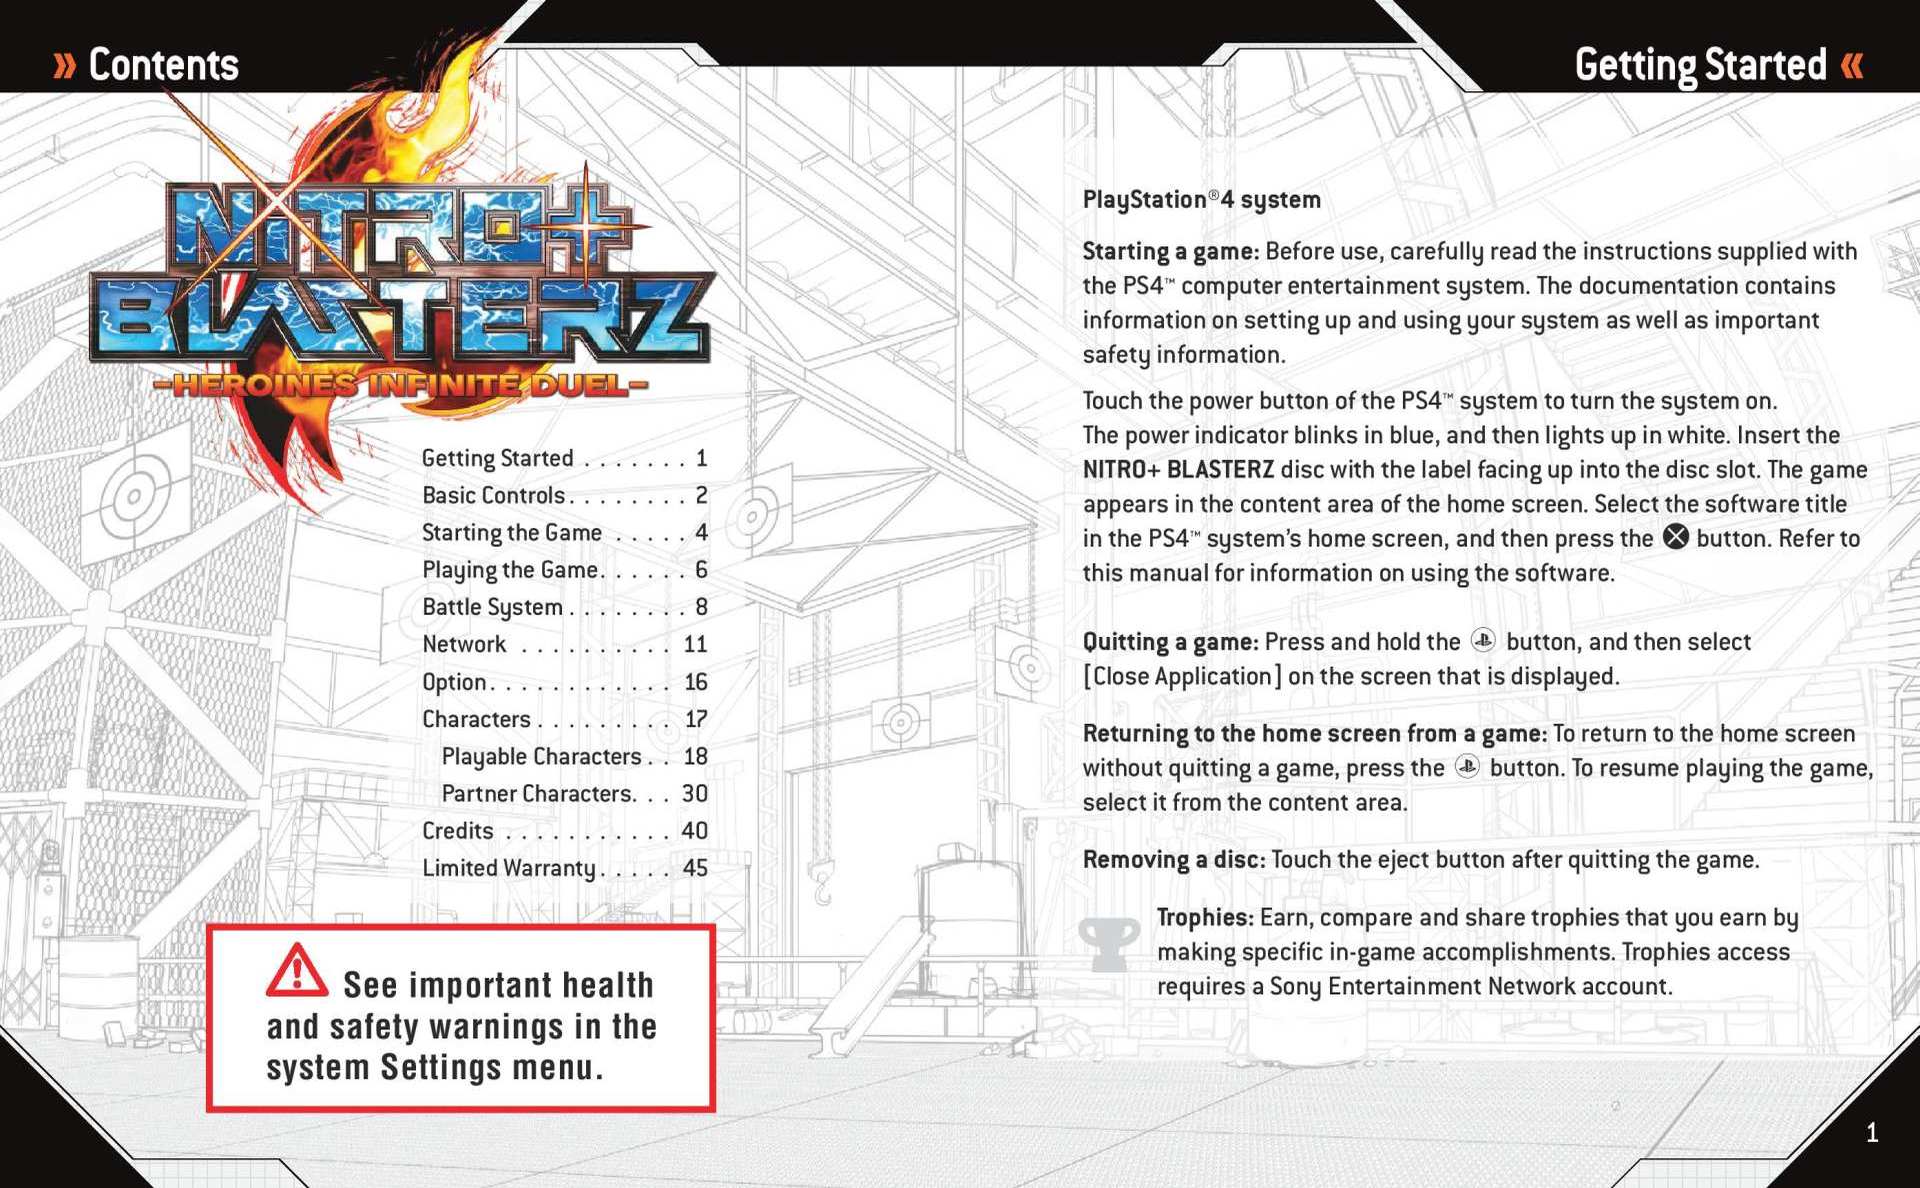 » Contents
NITRO+
BLASTERZ
-HEROINES INFINITE DUEL-
Getting Started . . . . . . . 1
Basic Controls. . . . . . . . 2
Starting the Game . . . . . 4
Playing the Game. . . . . . 6
Battle System . . . . . . . . 8
Network . . . . . . . . . . 11
Option. . . . . . . . . . . . 16
Characters . . . . . . . . . 17
Playable Characters . . 18
Partner Characters. . . 30
Credits . . . . . . . . . . . 40
Limited Warranty. . . . . 45
See important health
and safety warnings in the
system Settings menu.
Getting Started «
PlayStation®4 system
Starting a game: Before use, carefully read the instructions supplied with
the PS4™ computer entertainment system. The documentation contains
information on setting up and using your system as well as important
safety information.
Touch the power button of the PS4™ system to turn the system on.
The power indicator blinks in blue, and then lights up in white. Insert the
NITRO+ BLASTERZ disc with the label facing up into the disc slot. The game
appears in the content area of the home screen. Select the software title
in the PS4™ system's home screen, and then press the ⊗ button. Refer to
this manual for information on using the software.
Quitting a game: Press and hold the button, and then select
[Close Application] on the screen that is displayed.
Returning to the home screen from a game: To return to the home screen
without quitting a game, press the button. To resume playing the game,
select it from the content area.
Removing a disc: Touch the eject button after quitting the game.
Trophies: Earn, compare and share trophies that you earn by
making specific in-game accomplishments. Trophies access
requires a Sony Entertainment Network account.
1